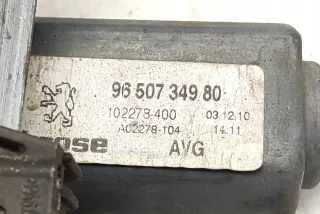 96 507 349 80
102278-400 03.12.10
A02278-104 14.11
ose AVG